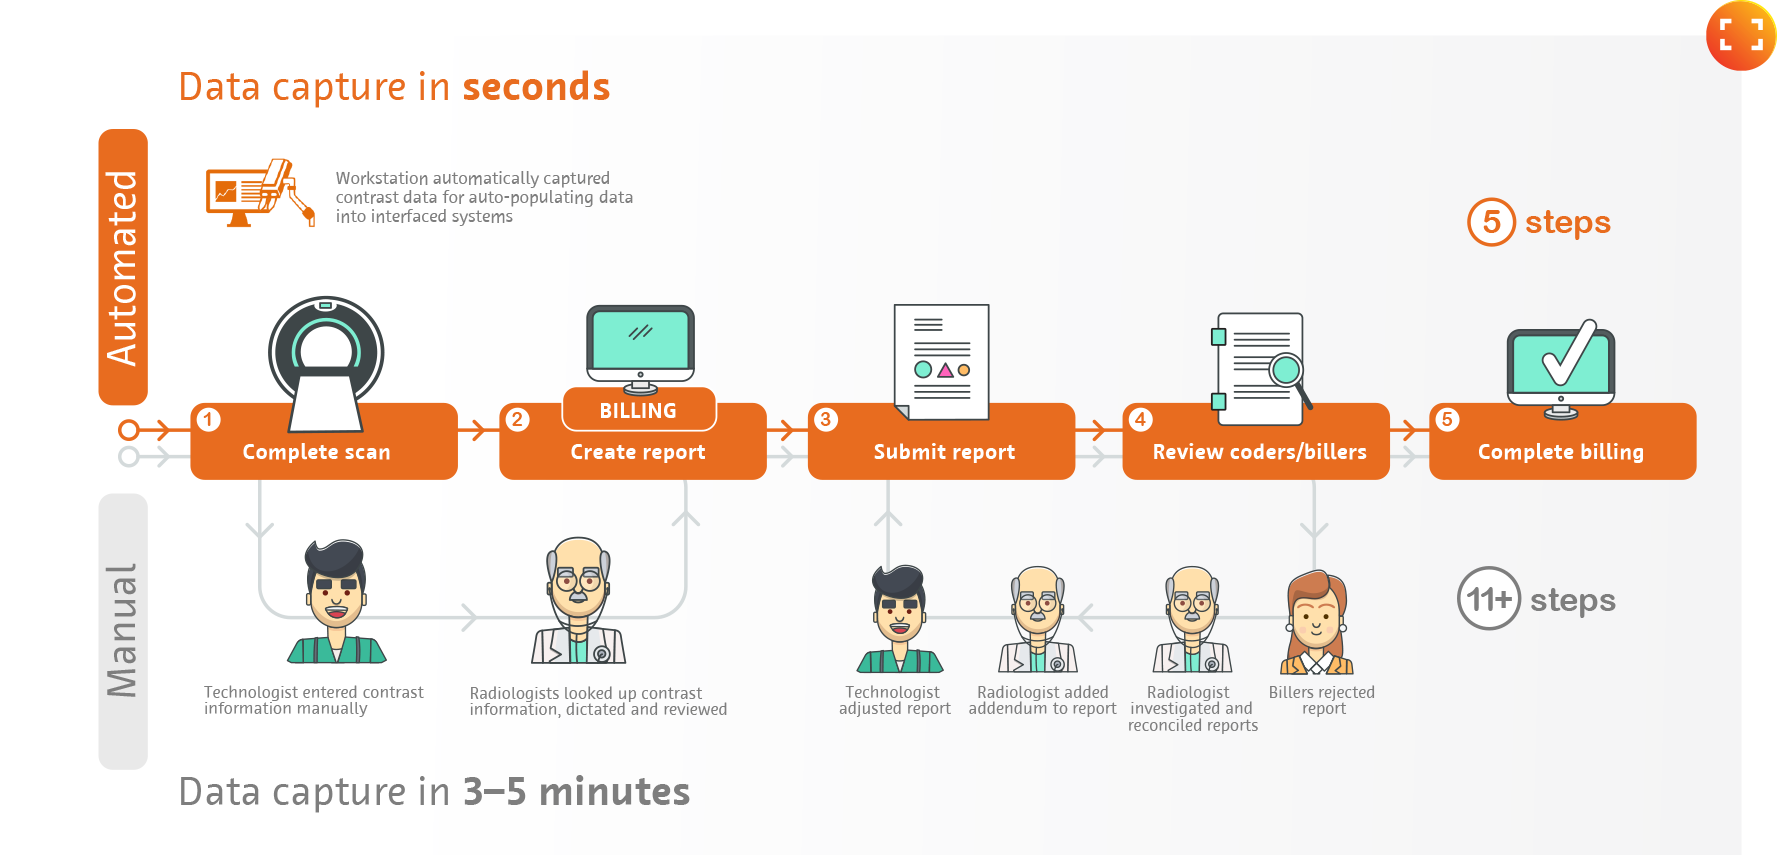 Data capture in seconds
Automated
Workstation automatically captured
contrast data for auto-populating data
into interfaced systems
5 steps
1
Complete scan
2
BILLING
Create report
3
Submit report
4
Review coders/billers
5
Complete billing
Manual
11+ steps
Technologist entered contrast
information manually
Radiologists looked up contrast
information, dictated and reviewed
Technologist
adjusted report
Radiologist added
addendum to report
Radiologist
investigated and
reconciled reports
Billers rejected
report
Data capture in 3–5 minutes